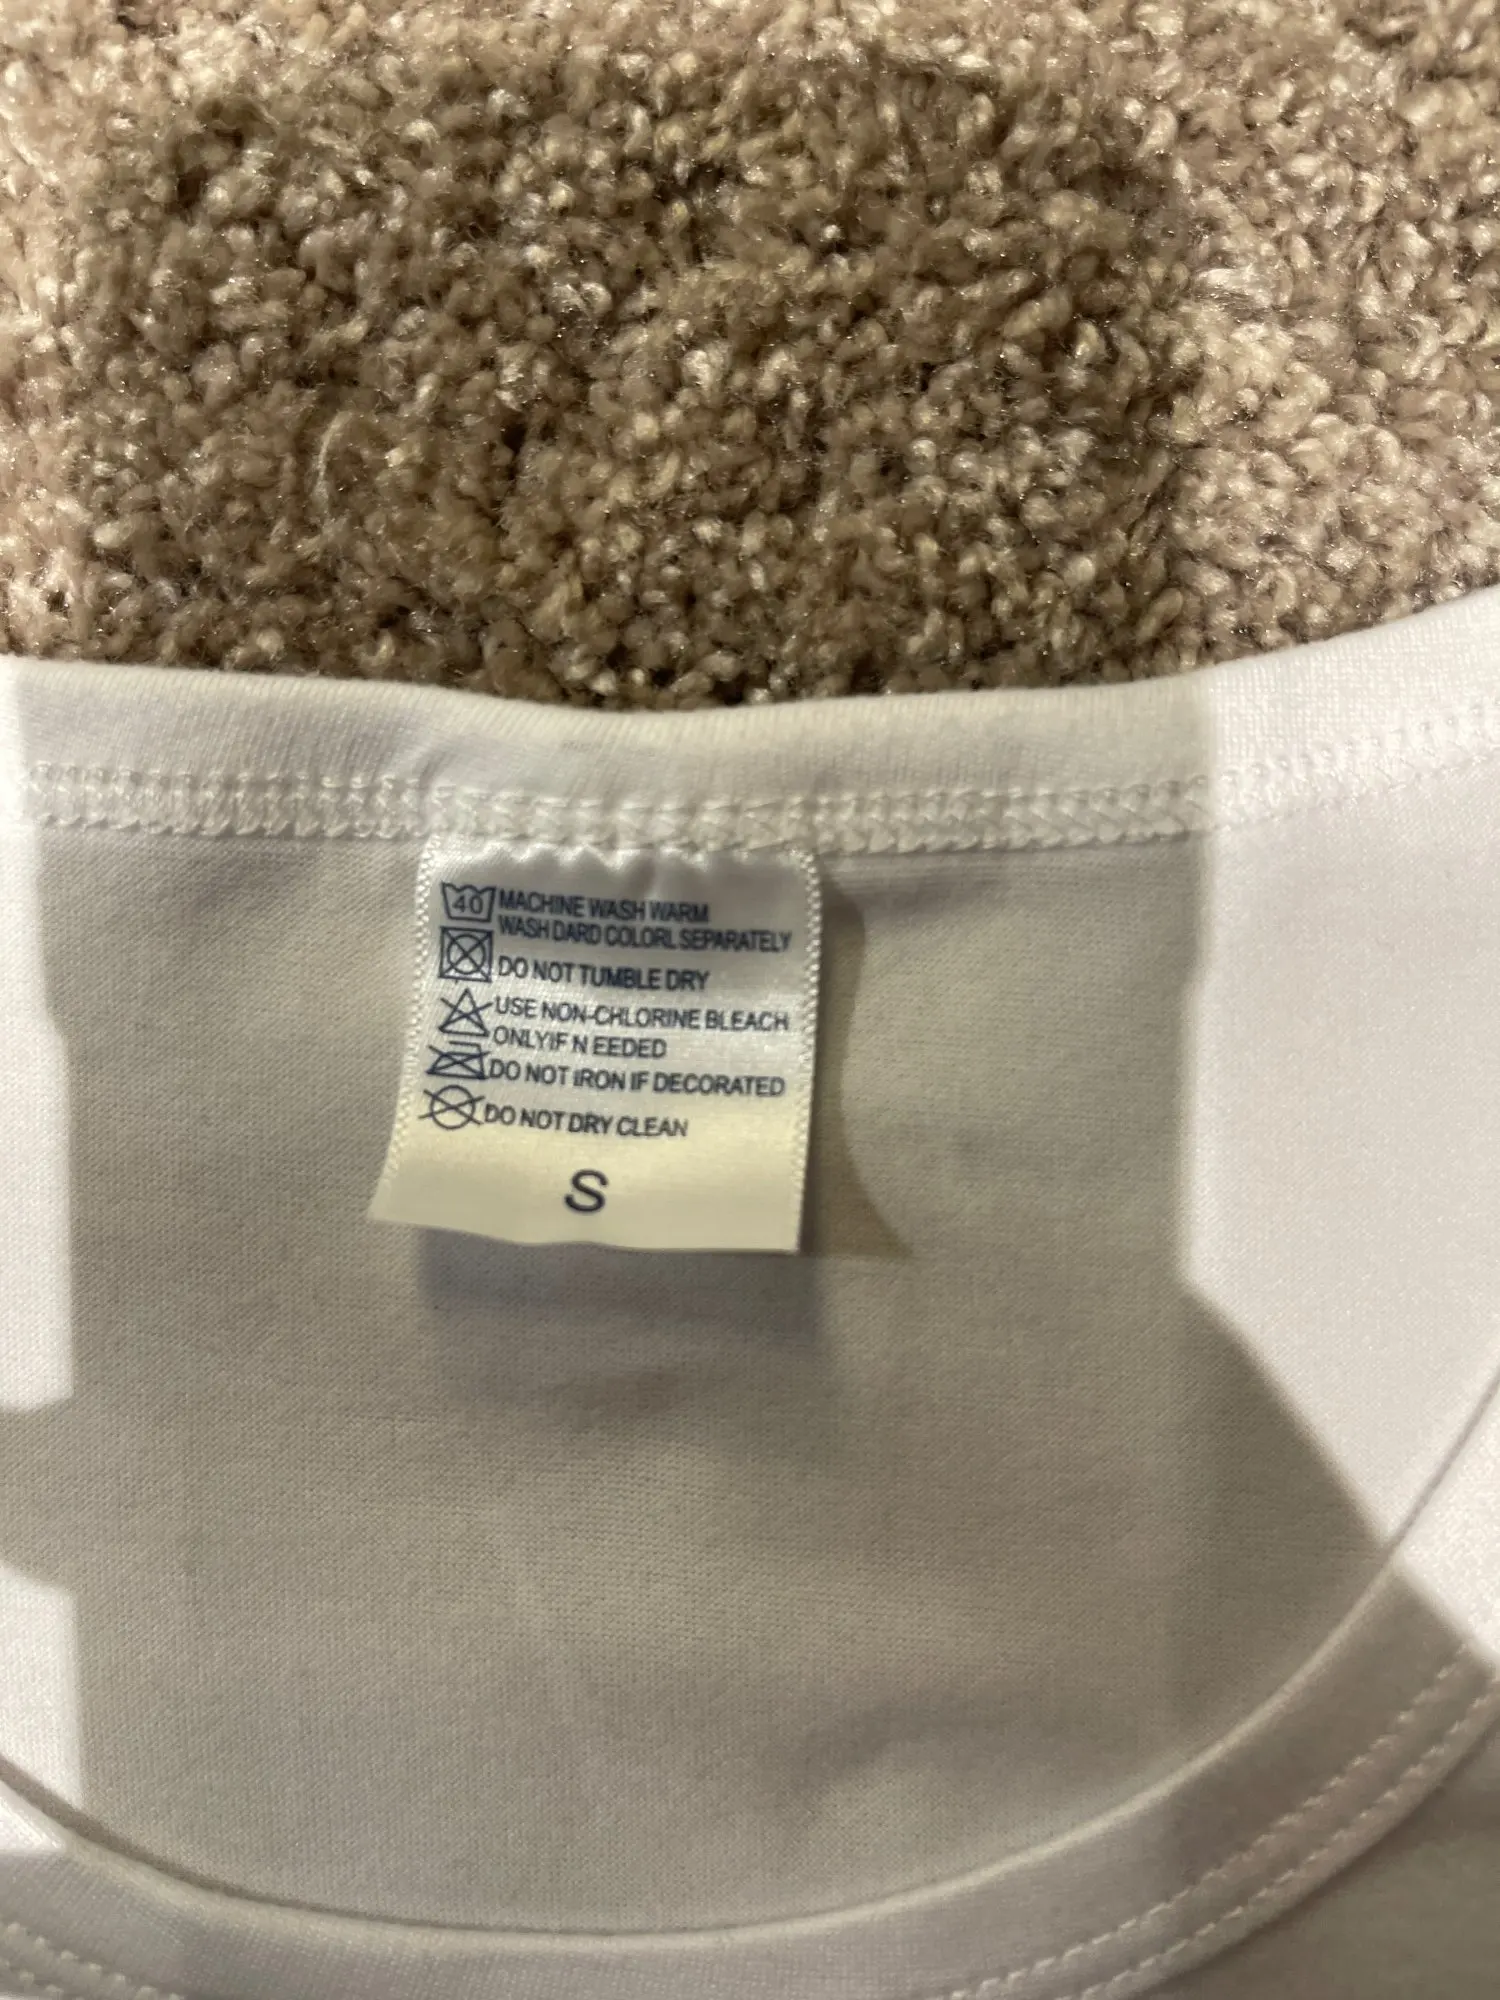 40 MACHINE WASH WARM
WASH DARD COLORL SEPARATELY
DO NOT TUMBLE DRY
USE NON-CHLORINE BLEACH
ONLYIF N EEDED
DO NOT IRON IF DECORATED
DO NOT DRY CLEAN
S